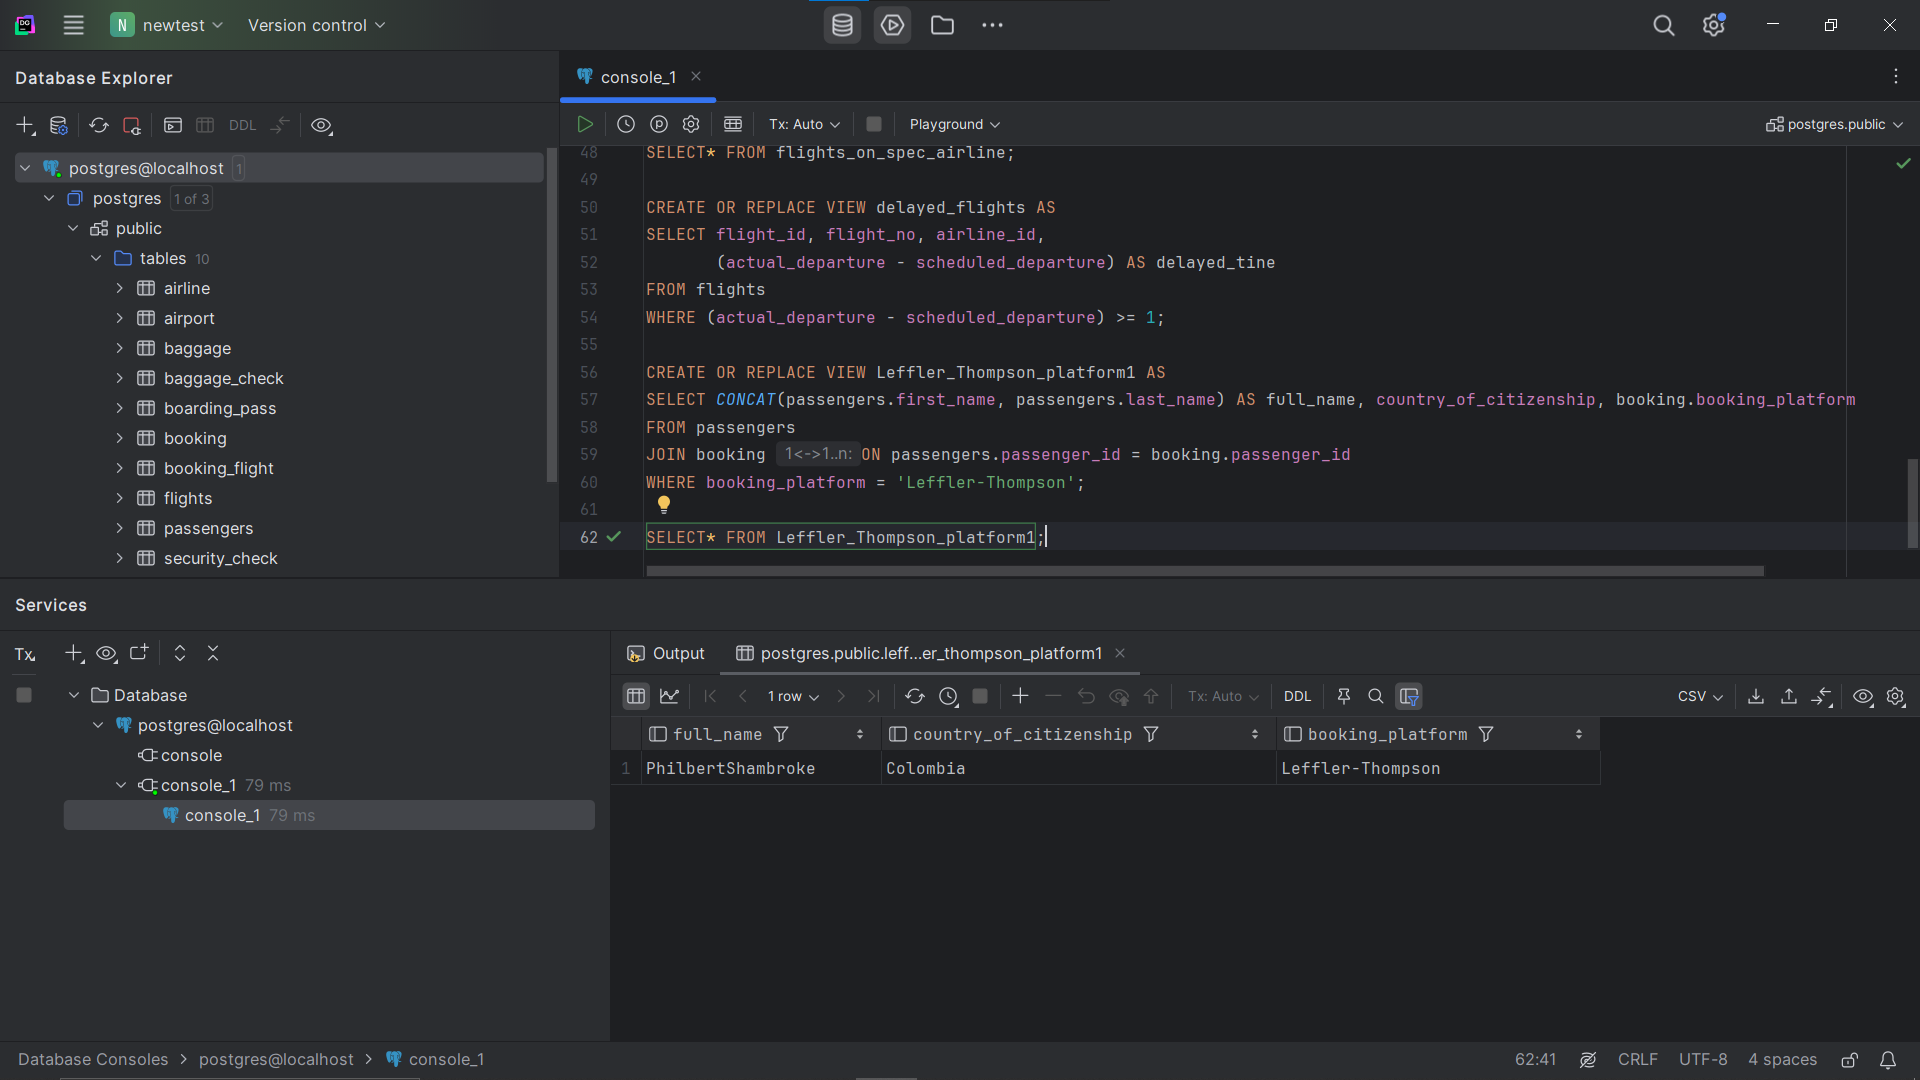 N newtest Version control
Database Explorer
console_1
DDL
Tx: Auto Playground postgres.public
postgres@localhost 1
postgres 1 of 3
public
tables 10
airline
airport
baggage
baggage_check
boarding_pass
booking
booking_flight
flights
passengers
security_check
48 SELECT* FROM flights_on_spec_airline;
49
50 CREATE OR REPLACE VIEW delayed_flights AS
51 SELECT flight_id, flight_no, airline_id,
52 (actual_departure - scheduled_departure) AS delayed_tine
53 FROM flights
54 WHERE (actual_departure - scheduled_departure) >= 1;
55
56 CREATE OR REPLACE VIEW Leffler_Thompson_platform1 AS
57 SELECT CONCAT(passengers.first_name, passengers.last_name) AS full_name, country_of_citizenship, booking.booking_platform
58 FROM passengers
59 JOIN booking 1<->1..n: ON passengers.passenger_id = booking.passenger_id
60 WHERE booking_platform = 'Leffler-Thompson';
61
62 SELECT* FROM Leffler_Thompson_platform1;
Services
Tx
Database
postgres@localhost
console
console_1 79 ms
console_1 79 ms
Output postgres.public.leff...er_thompson_platform1
1 row Tx: Auto DDL CSV
full_name country_of_citizenship booking_platform
1 PhilbertShambroke Colombia Leffler-Thompson
Database Consoles > postgres@localhost > console_1
62:41 CRLF UTF-8 4 spaces